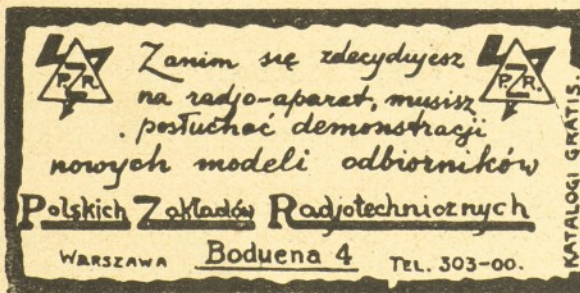 P.Z.R.
Zanim się zdecydujesz
na radjo-aparat, musisz
posłuchać demonstracji
nowych modeli odbiorników
Polskich Zakładów Radjotechnicznych
WARSZAWA Boduena 4 TEL. 303-00.
P.Z.R.
KATALOGI GRATIS.